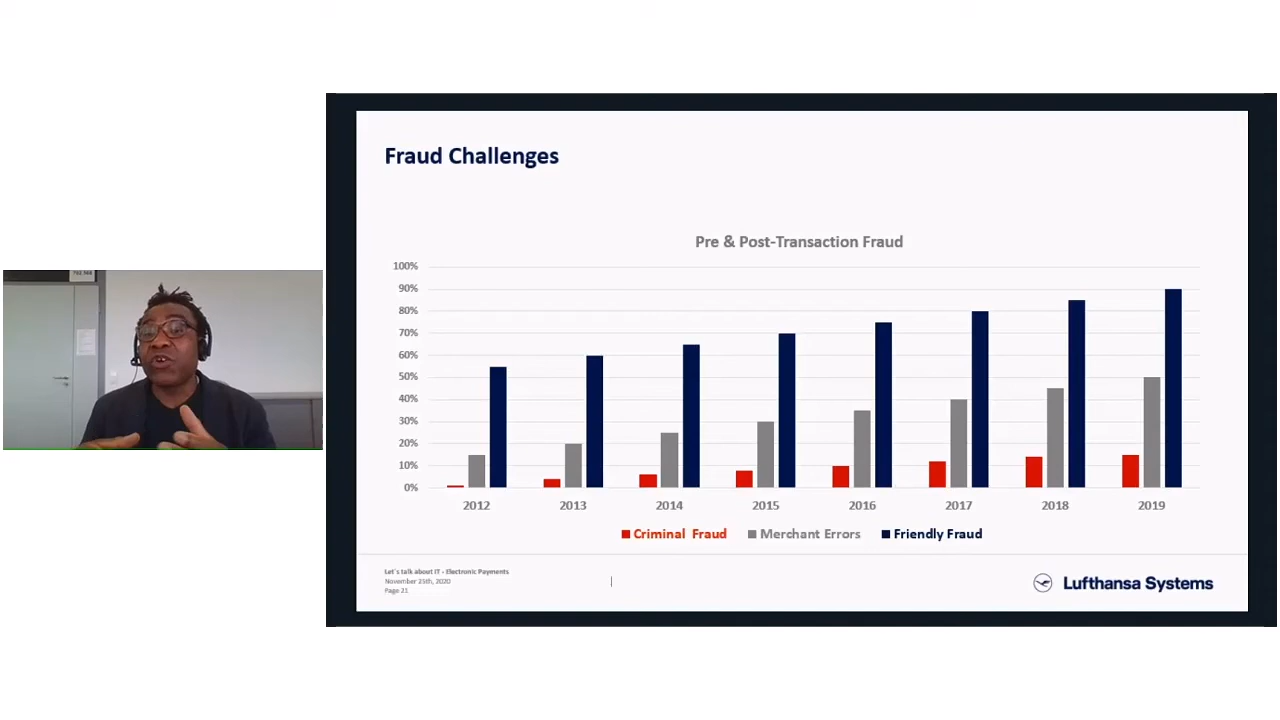 Fraud Challenges
Pre & Post-Transaction Fraud
100%
90%
80%
70%
60%
50%
40%
30%
20%
10%
0%
2012 2013 2014 2015 2016 2017 2018 2019
Criminal Fraud Merchant Errors Friendly Fraud
Let´s talk about IT - Electronic Payments
November 25th, 2020
Page 21
Lufthansa Systems